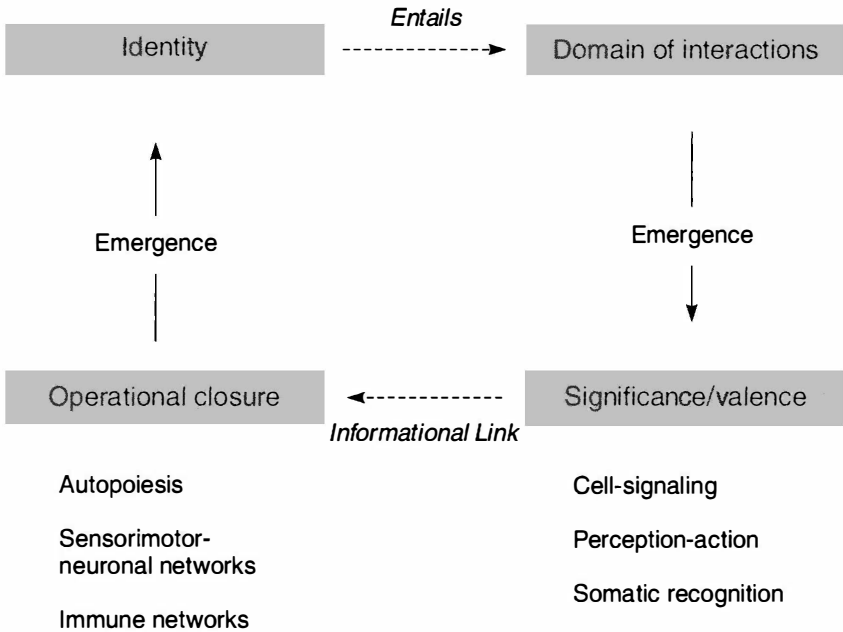 Entails
Identity
Domain of interactions
Emergence
Emergence
Operational closure
Significance/valence
Informational Link
Autopoiesis
Sensorimotor-
neuronal networks
Immune networks
Cell-signaling
Perception-action
Somatic recognition